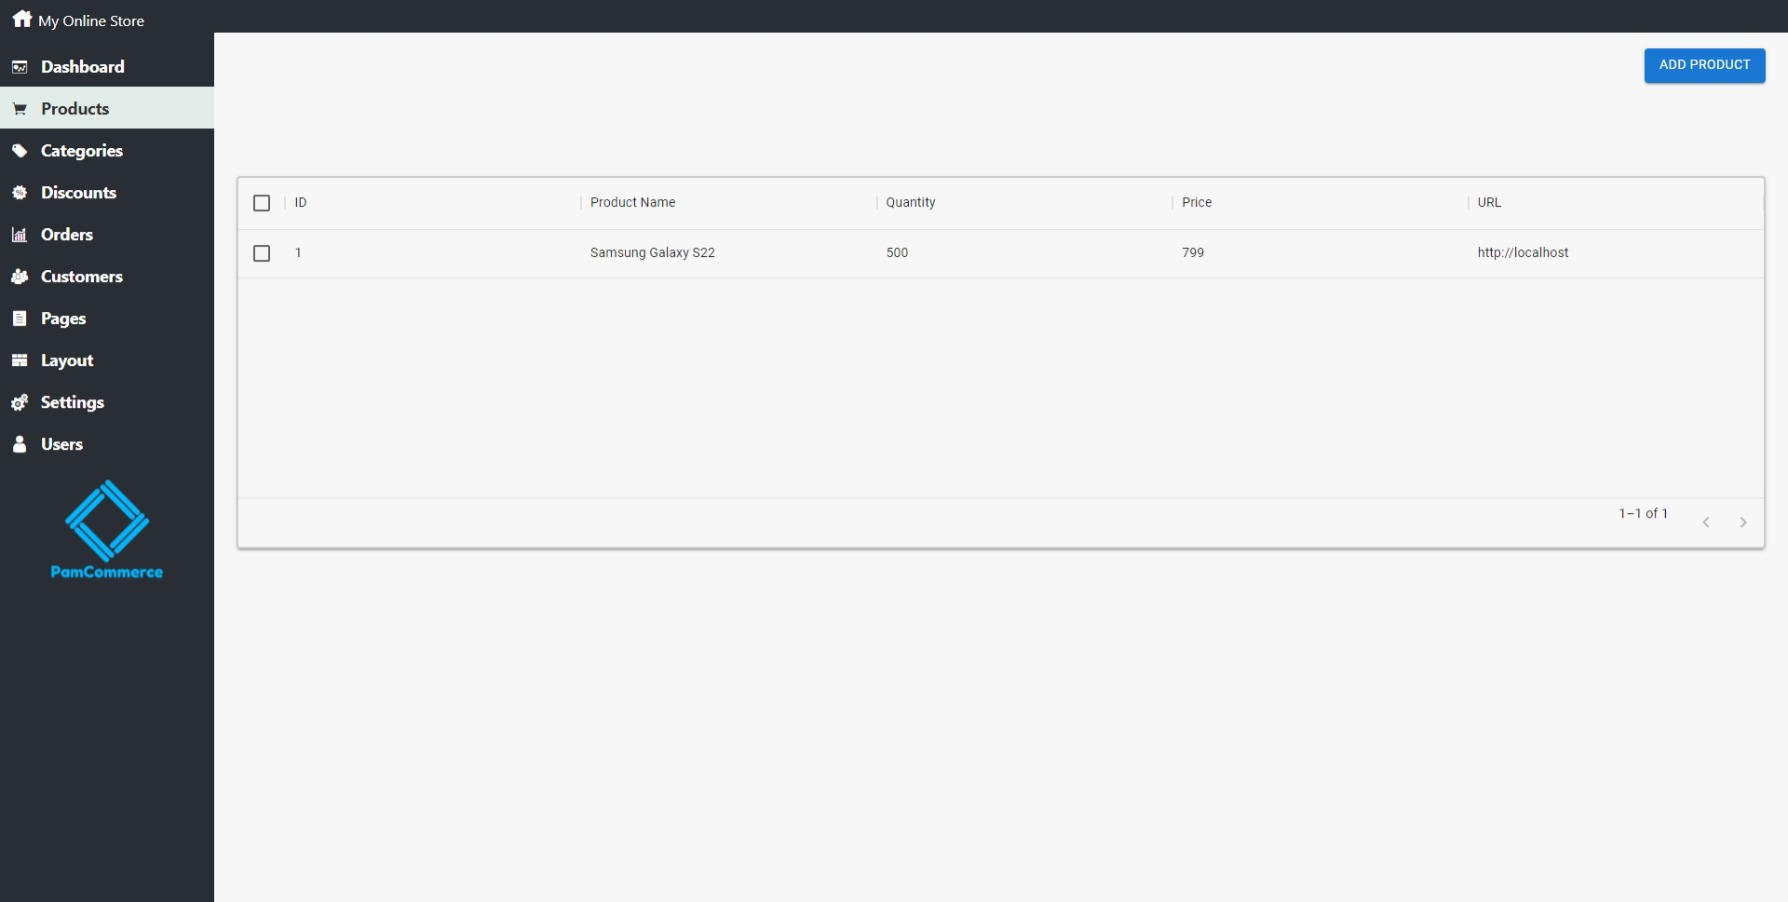 My Online Store
Dashboard
Products
Categories
Discounts
Orders
Customers
Pages
Layout
Settings
Users
PamCommerce
ADD PRODUCT
ID Product Name Quantity Price URL
1 Samsung Galaxy S22 500 799 http://localhost
1–1 of 1